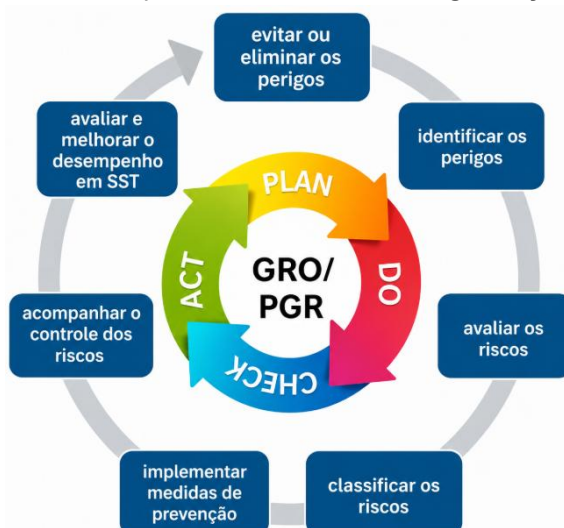 evitar ou
eliminar os
perigos
identificar os
perigos
avaliar os
riscos
classificar os
riscos
implementar
medidas de
prevenção
acompanhar o
controle dos
riscos
avaliar e
melhorar o
desempenho
em SST
PLAN
DO
CHECK
ACT
GRO/
PGR